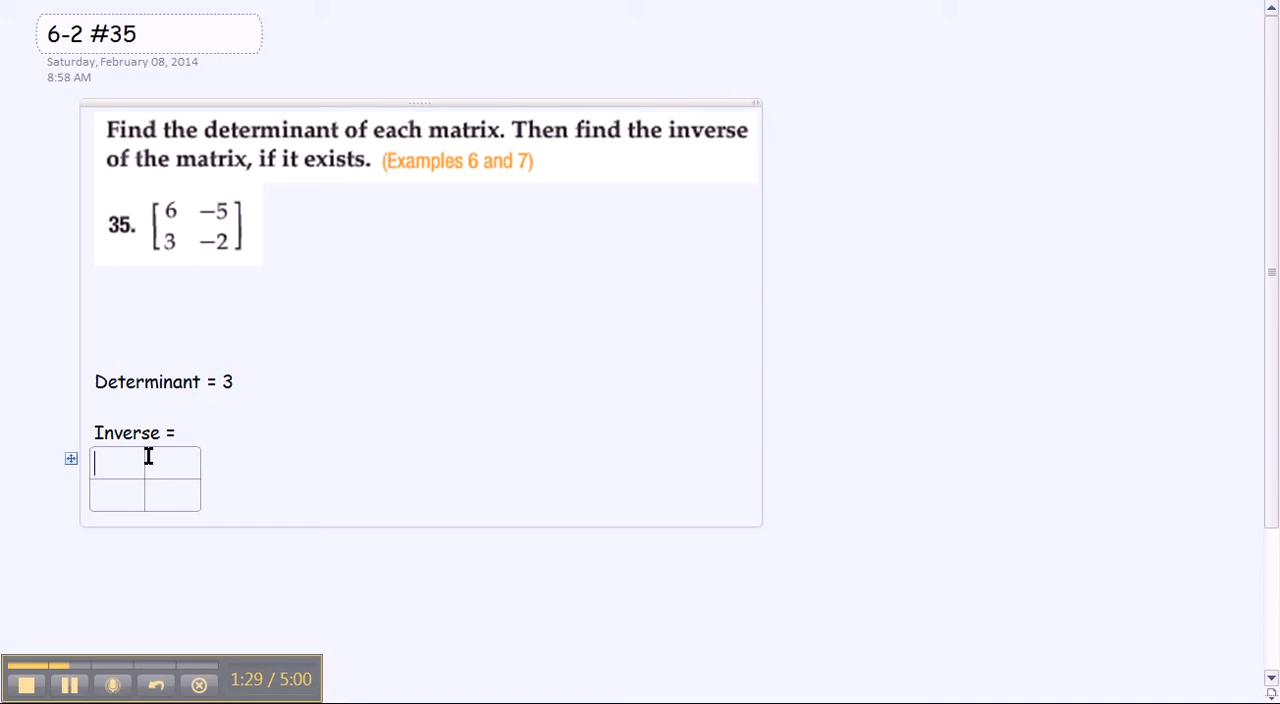 6-2 #35
Saturday, February 08, 2014
8:58 AM
Find the determinant of each matrix. Then find the inverse
of the matrix, if it exists. (Examples 6 and 7)
35. [6 −5
3 −2]
Determinant = 3
Inverse =
1:29 / 5:00